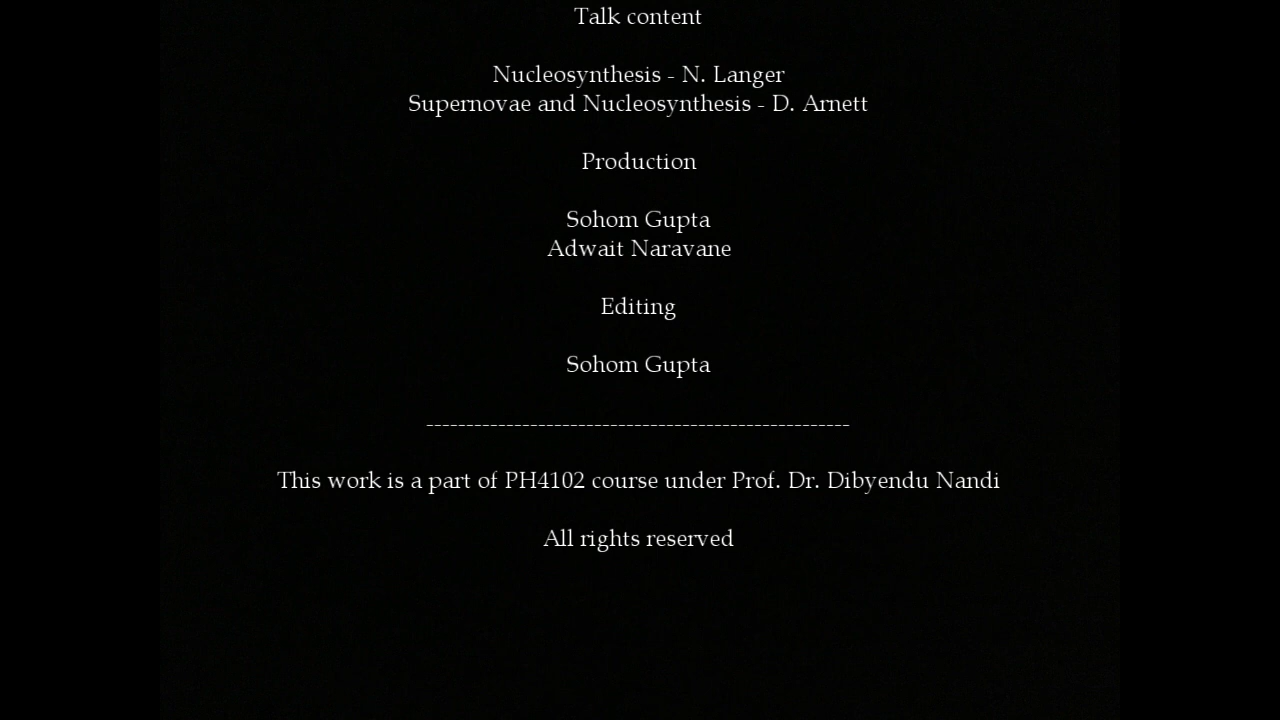 Talk content
Nucleosynthesis - N. Langer
Supernovae and Nucleosynthesis - D. Arnett
Production
Sohom Gupta
Adwait Naravane
Editing
Sohom Gupta
-----------------------------------------------------
This work is a part of PH4102 course under Prof. Dr. Dibyendu Nandi
All rights reserved